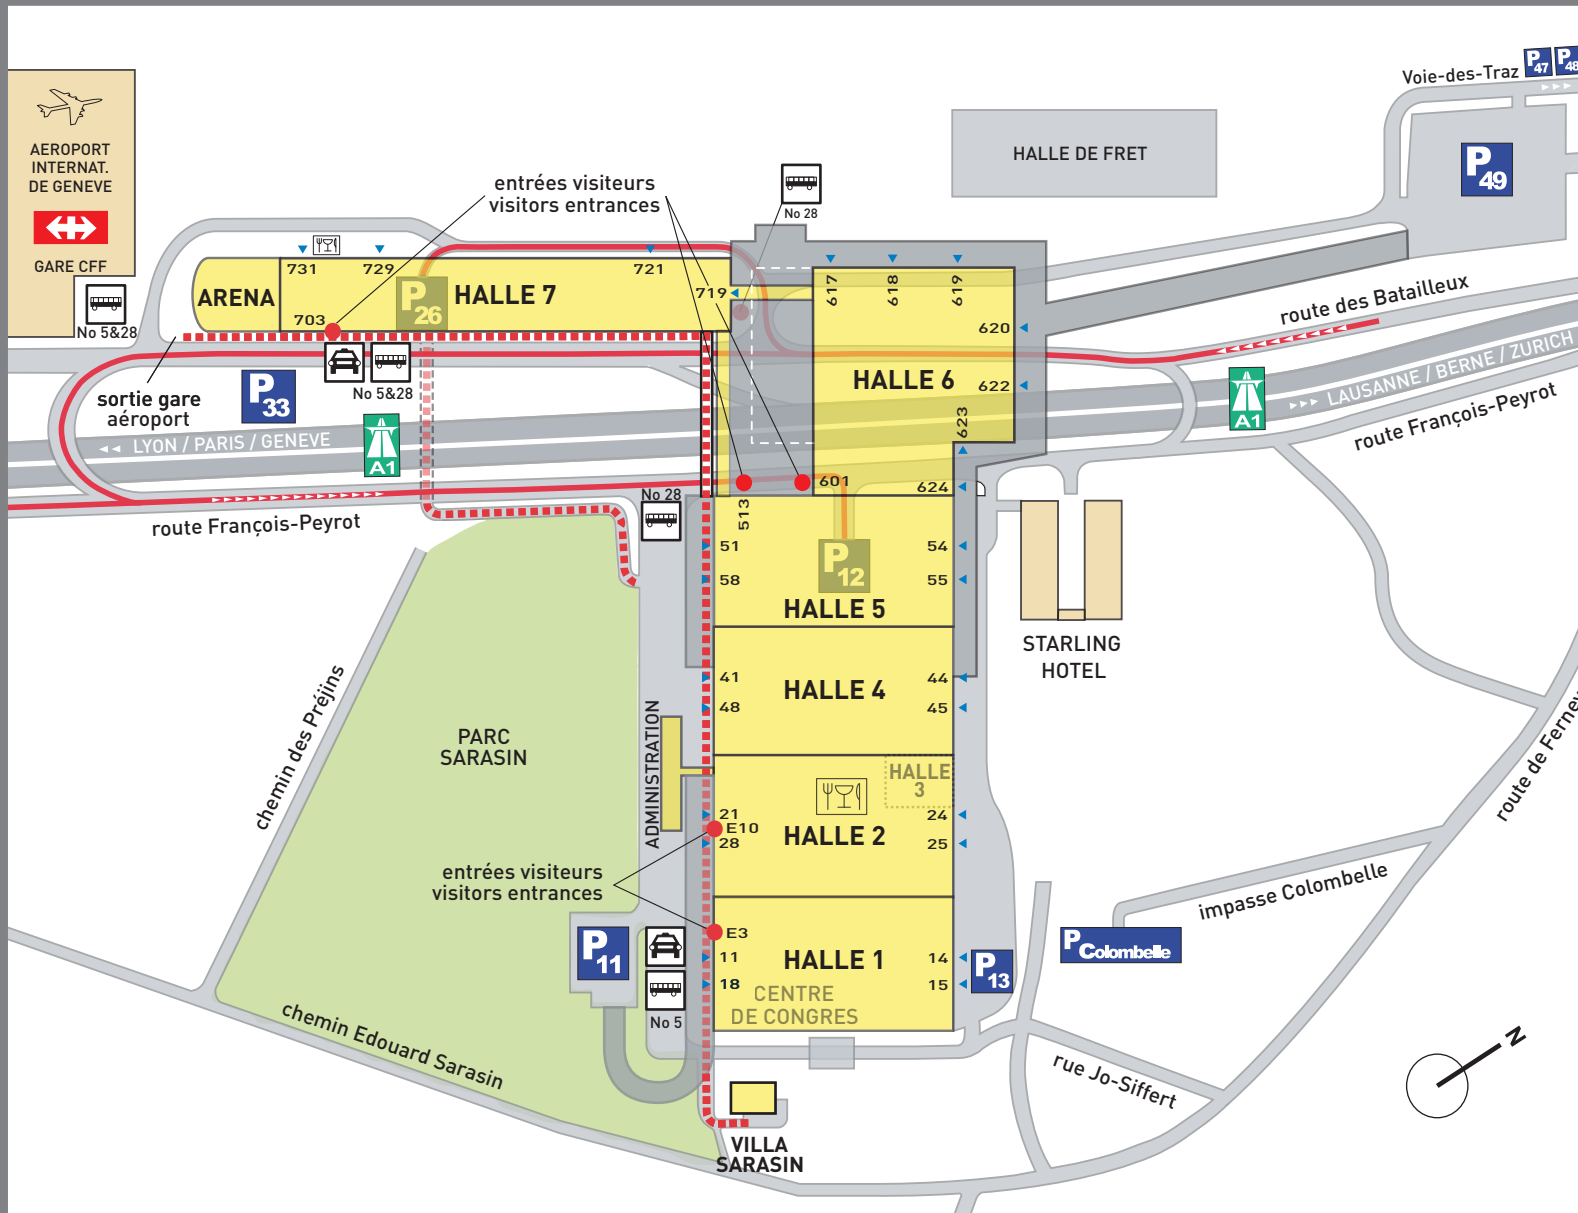 Voie-des-Traz
P47
P48
AEROPORT
INTERNAT.
DE GENEVE
GARE CFF
No 5&28
HALLE DE FRET
P49
entrées visiteurs
visitors entrances
No 28
731
729
721
719
703
ARENA
P26
HALLE 7
617
618
619
620
622
623
624
HALLE 6
601
513
route des Batailleux
LAUSANNE / BERNE / ZURICH
A1
route François-Peyrot
sortie gare
aéroport
P33
No 5&28
LYON / PARIS / GENEVE
A1
route François-Peyrot
No 28
51
58
54
55
P12
HALLE 5
STARLING
HOTEL
41
48
44
45
HALLE 4
chemin des Préjins
PARC
SARASIN
ADMINISTRATION
HALLE
3
21
E10
28
24
25
HALLE 2
route de Ferney
entrées visiteurs
visitors entrances
impasse Colombelle
P Colombelle
E3
11
18
14
15
HALLE 1
CENTRE
DE CONGRES
P11
No 5
P13
chemin Edouard Sarasin
rue Jo-Siffert
N
VILLA
SARASIN